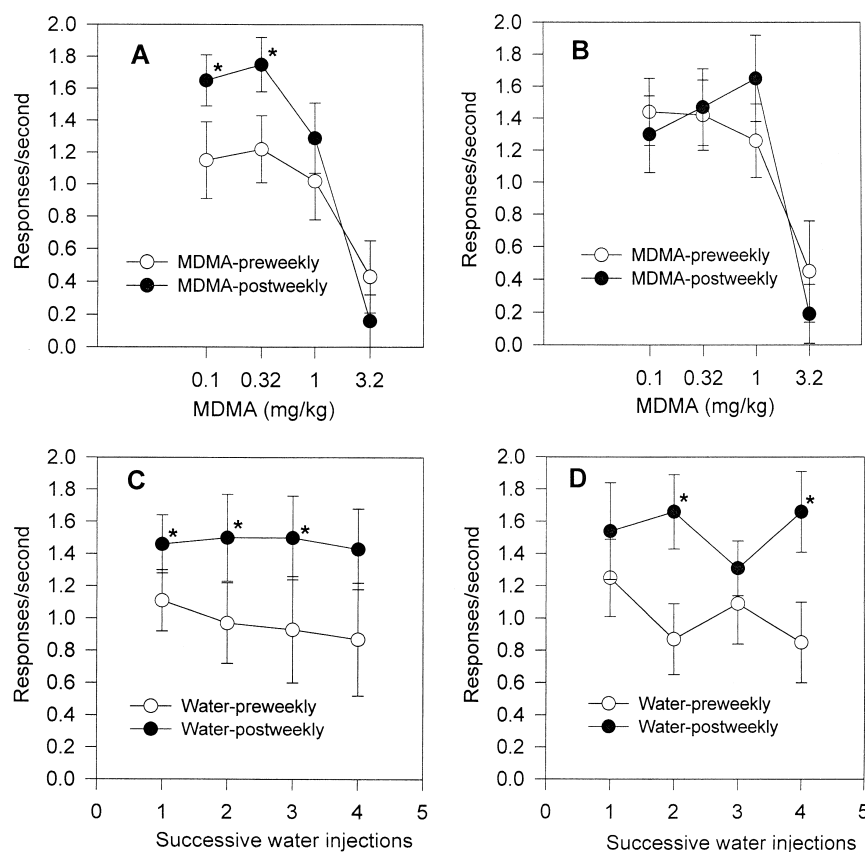 A
2.0
1.8
1.6
1.4
1.2
1.0
0.8
0.6
0.4
0.2
0.0
Responses/second
*
*
MDMA-preweekly
MDMA-postweekly
0.1 0.32 1 3.2
MDMA (mg/kg)
B
2.0
1.8
1.6
1.4
1.2
1.0
0.8
0.6
0.4
0.2
0.0
Responses/second
MDMA-preweekly
MDMA-postweekly
0.1 0.32 1 3.2
MDMA (mg/kg)
C
2.0
1.8
1.6
1.4
1.2
1.0
0.8
0.6
0.4
0.2
0.0
Responses/second
* * *
Water-preweekly
Water-postweekly
0 1 2 3 4 5
Successive water injections
D
2.0
1.8
1.6
1.4
1.2
1.0
0.8
0.6
0.4
0.2
0.0
Responses/second
* *
Water-preweekly
Water-postweekly
0 1 2 3 4 5
Successive water injections